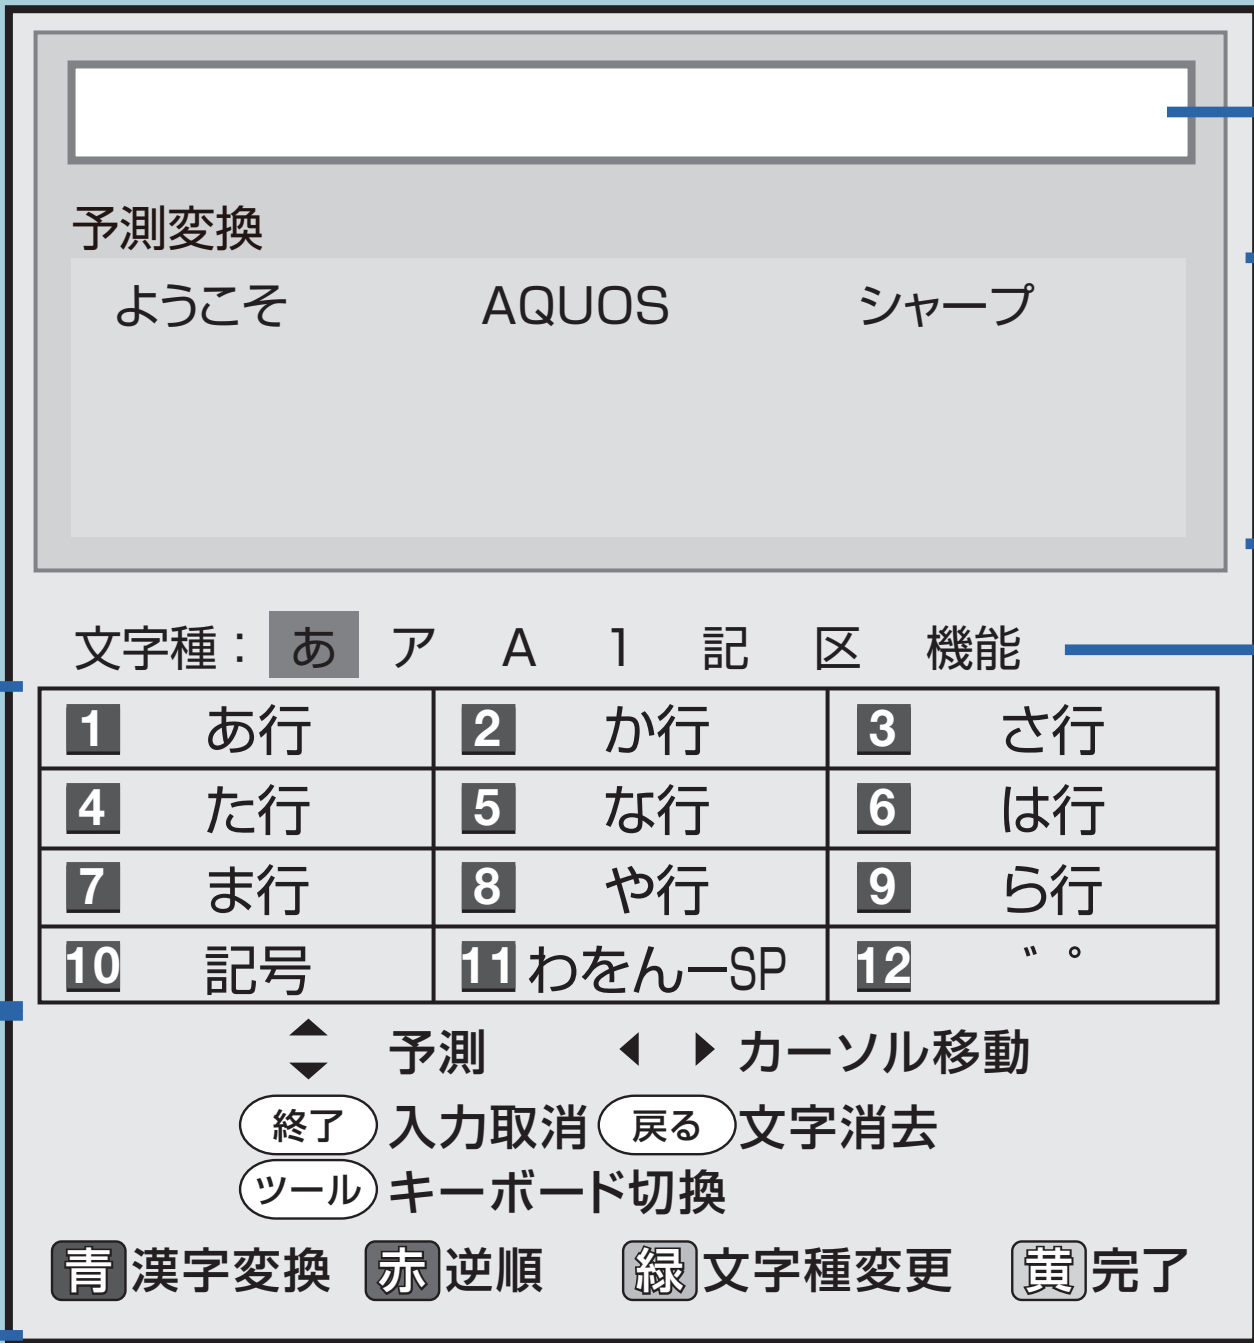 予測変換
ようこそ AQUOS シャープ
文字種： あ ア A 1 記 区 機能
1 あ行 2 か行 3 さ行
4 た行 5 な行 6 は行
7 ま行 8 や行 9 ら行
10 記号 11 わをんーSP 12 ゛゜
予測 カーソル移動
終了 入力取消 戻る 文字消去
ツール キーボード切換
青 漢字変換 赤 逆順 緑 文字種変更 黄 完了